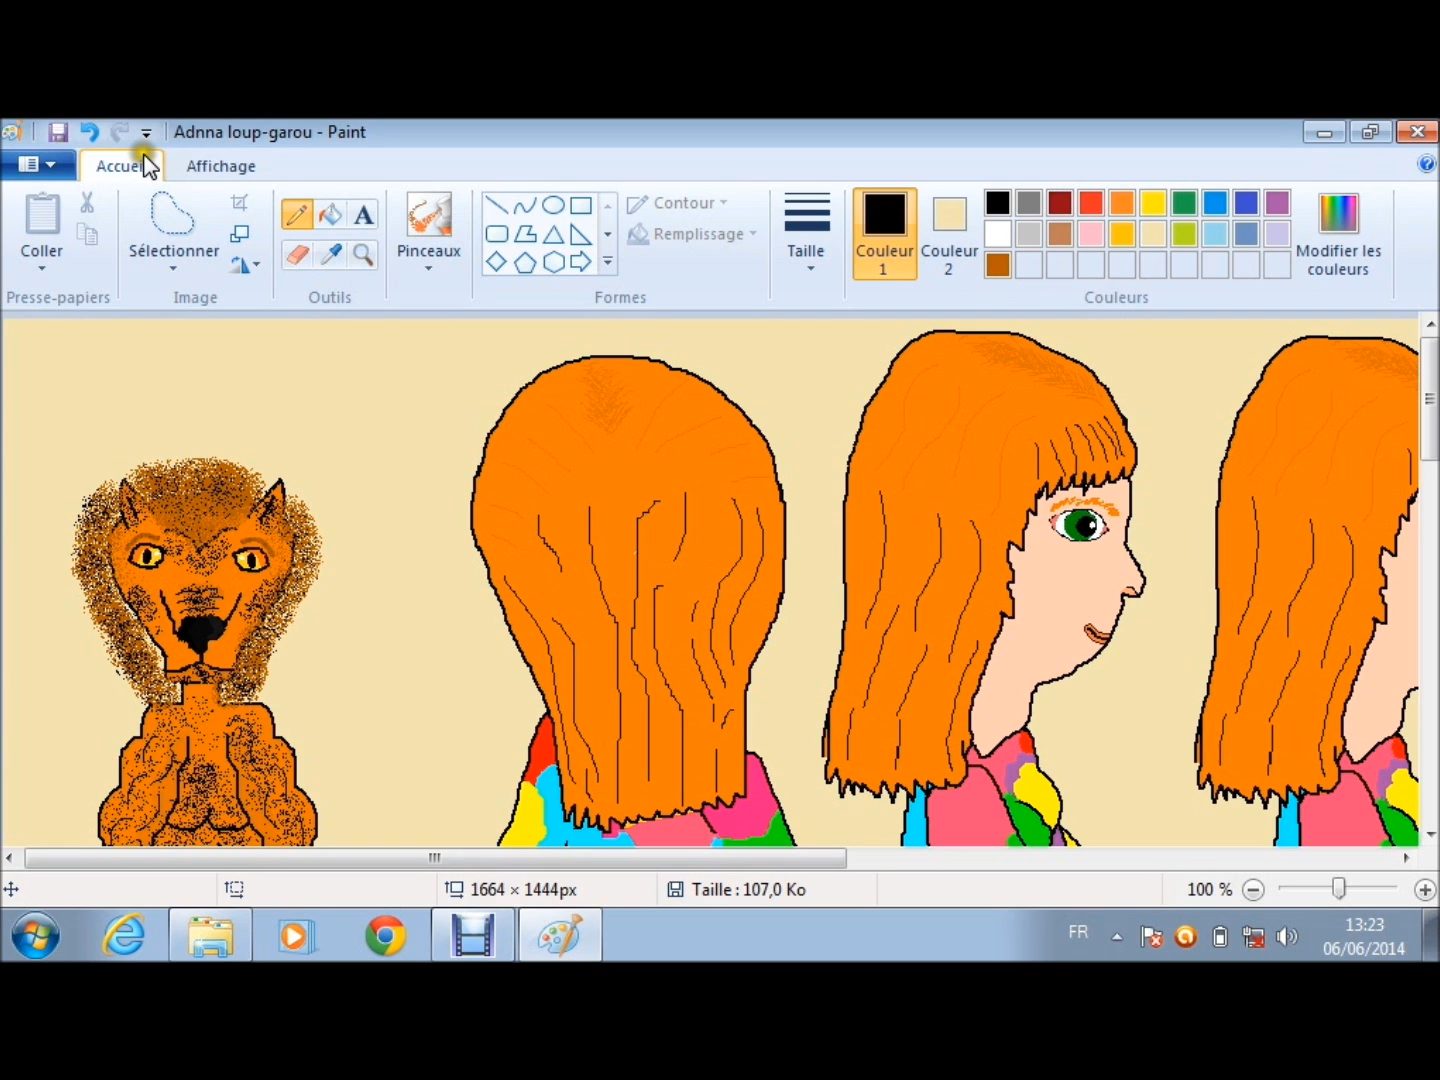 Adnna loup-garou - Paint
Affichage
Coller
Sélectionner
A
Pinceaux
Contour
Remplissage
Taille
Couleur 1
Couleur 2
Modifier les couleurs
Presse-papiers
Image
Outils
Formes
Couleurs
1664 × 1444px
Taille : 107,0 Ko
100 %
FR
13:23
06/06/2014